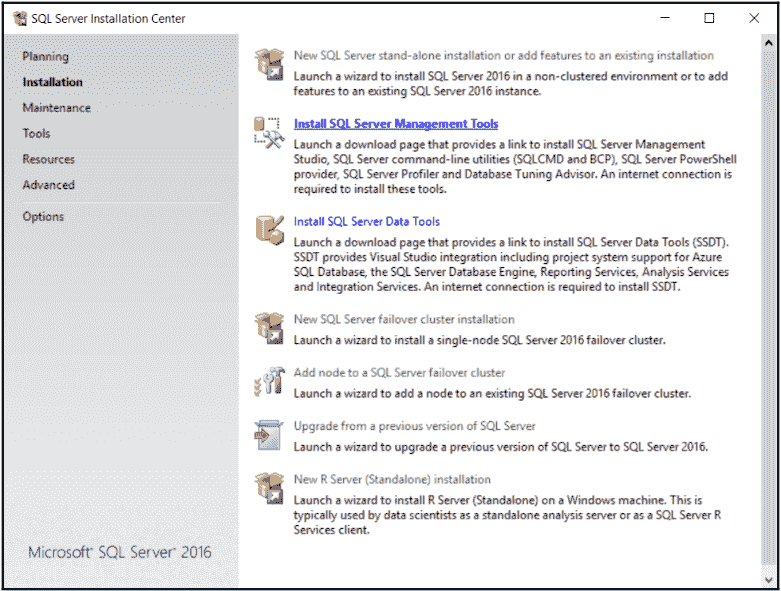 SQL Server Installation Center
Planning
Installation
Maintenance
Tools
Resources
Advanced
Options
New SQL Server stand-alone installation or add features to an existing installation
Launch a wizard to install SQL Server 2016 in a non-clustered environment or to add
features to an existing SQL Server 2016 instance.
Install SQL Server Management Tools
Launch a download page that provides a link to install SQL Server Management
Studio, SQL Server command-line utilities (SQLCMD and BCP), SQL Server PowerShell
provider, SQL Server Profiler and Database Tuning Advisor. An internet connection is
required to install these tools.
Install SQL Server Data Tools
Launch a download page that provides a link to install SQL Server Data Tools (SSDT).
SSDT provides Visual Studio integration including project system support for Azure
SQL Database, the SQL Server Database Engine, Reporting Services, Analysis Services
and Integration Services. An internet connection is required to install SSDT.
New SQL Server failover cluster installation
Launch a wizard to install a single-node SQL Server 2016 failover cluster.
Add node to a SQL Server failover cluster
Launch a wizard to add a node to an existing SQL Server 2016 failover cluster.
Upgrade from a previous version of SQL Server
Launch a wizard to upgrade a previous version of SQL Server to SQL Server 2016.
New R Server (Standalone) installation
Launch a wizard to install R Server (Standalone) on a Windows machine. This is
typically used by data scientists as a standalone analysis server or as a SQL Server R
Services client.
Microsoft® SQL Server® 2016